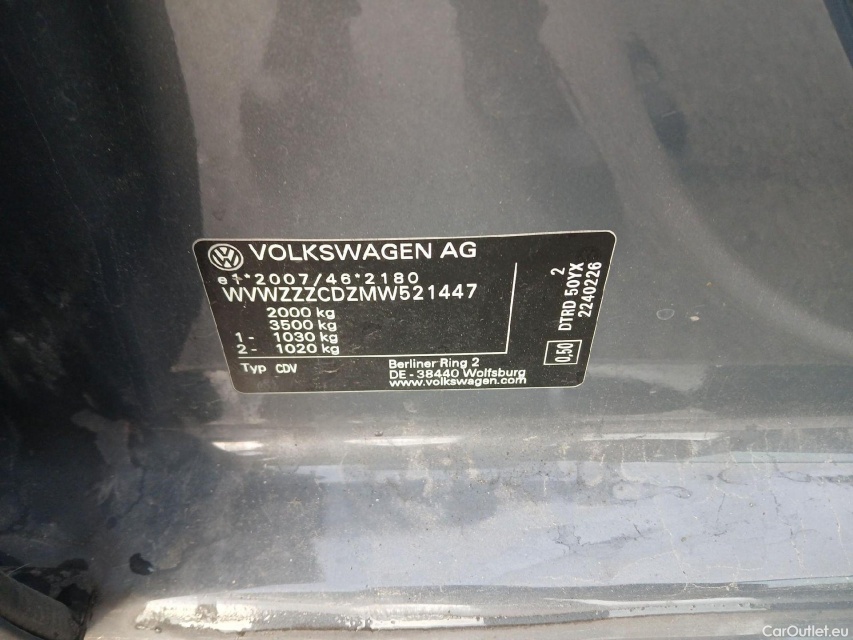 VOLKSWAGEN AG
e1*2007/46*2180
WVWZZZCDZMW521447
2000 kg
3500 kg
1- 1030 kg
2- 1020 kg
Typ CDV
Berliner Ring 2
DE-38440 Wolfsburg
www.volkswagen.com
0,50
DTRD 50YX 2
2240226
CarOutlet.eu